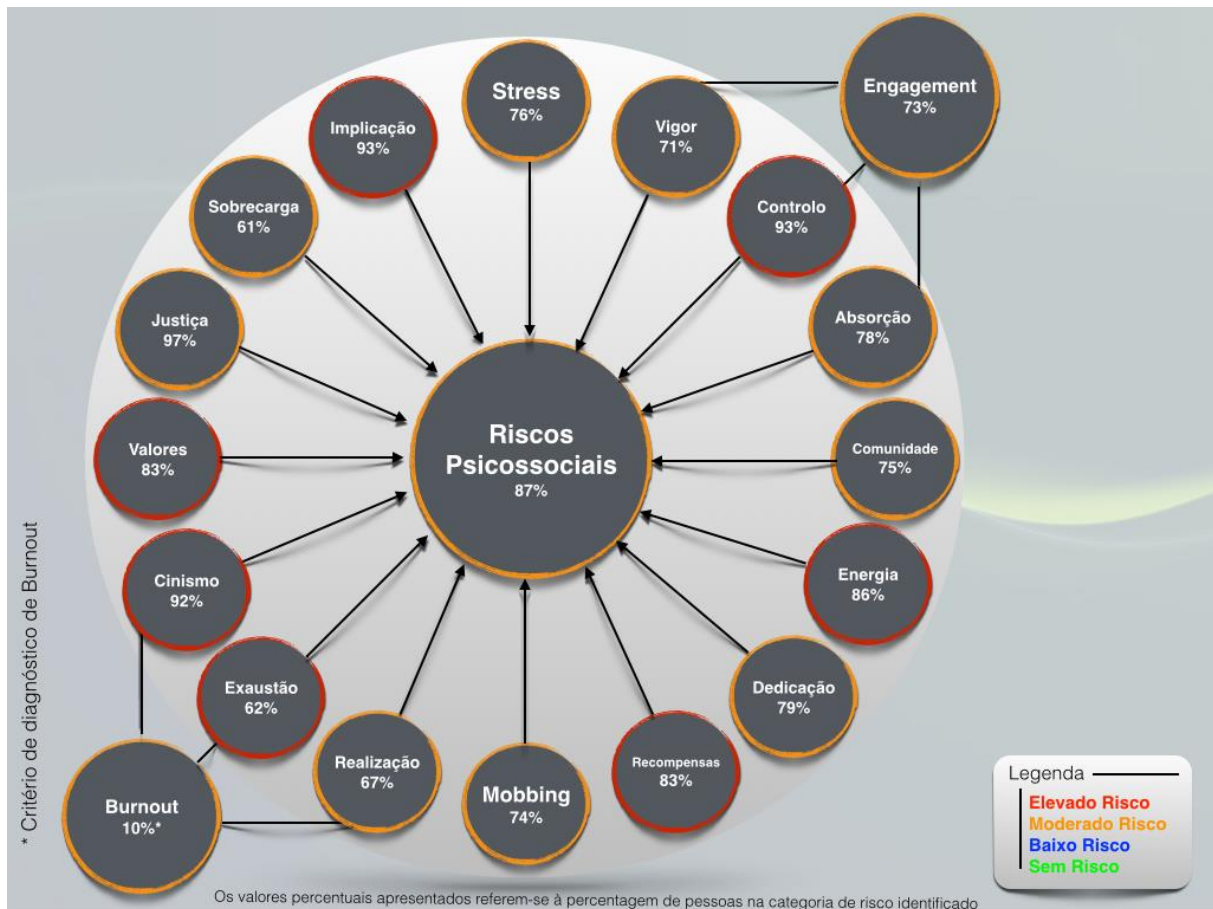 Stress
76%
Engagement
73%
Implicação
93%
Vigor
71%
Sobrecarga
61%
Controlo
93%
Justiça
97%
Absorção
78%
Riscos
Psicossociais
87%
Valores
83%
Comunidade
75%
Cinismo
92%
Energia
86%
Exaustão
62%
Dedicação
79%
Realização
67%
Recompensas
83%
Mobbing
74%
Burnout
10%*
* Critério de diagnóstico de Burnout
Legenda
Elevado Risco
Moderado Risco
Baixo Risco
Sem Risco
Os valores percentuais apresentados referem-se à percentagem de pessoas na categoria de risco identificado